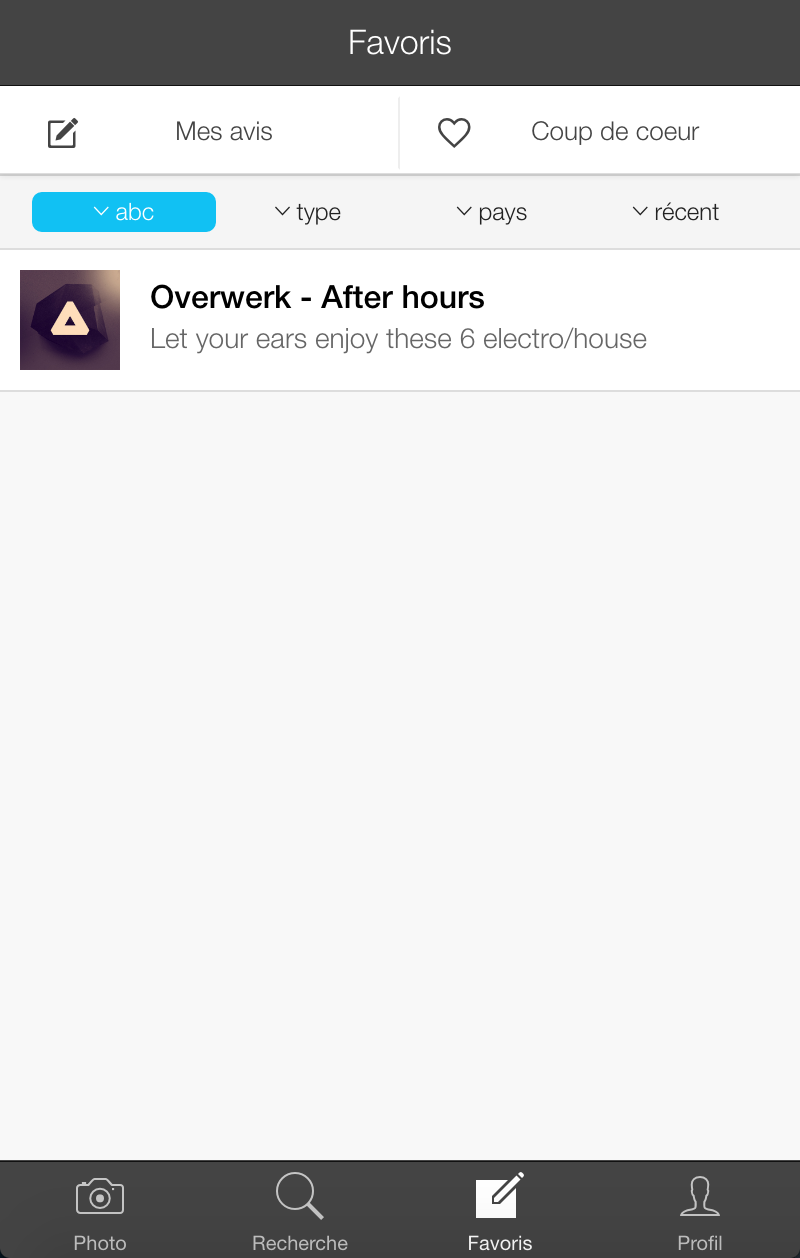 Favoris
Mes avis
Coup de coeur
abc
type
pays
récent
Overwerk - After hours
Let your ears enjoy these 6 electro/house
Photo
Recherche
Favoris
Profil